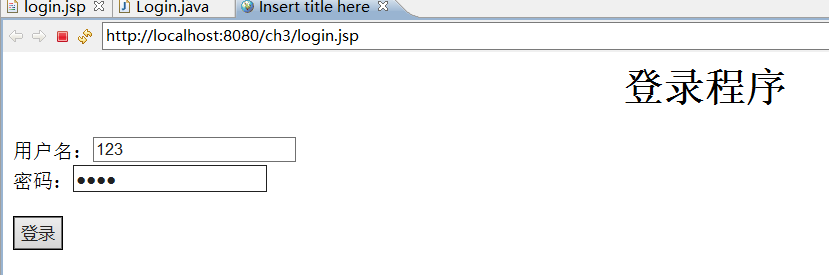 login.jsp Login.java Insert title here
http://localhost:8080/ch3/login.jsp
登录程序
用户名：123
密码：●●●●
登录